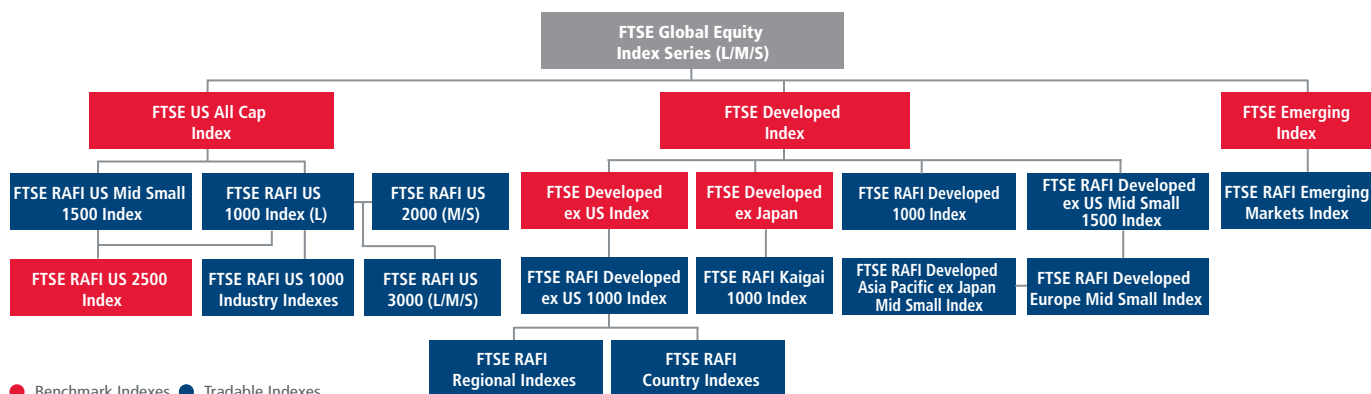 FTSE Global Equity
Index Series (L/M/S)
FTSE US All Cap
Index
FTSE Developed
Index
FTSE Emerging
Index
FTSE RAFI US Mid Small
1500 Index
FTSE RAFI US
1000 Index (L)
FTSE RAFI US
2000 (M/S)
FTSE Developed
ex US Index
FTSE Developed
ex Japan
FTSE RAFI Developed
1000 Index
FTSE RAFI Developed
ex US Mid Small
1500 Index
FTSE RAFI Emerging
Markets Index
FTSE RAFI US 2500
Index
FTSE RAFI US 1000
Industry Indexes
FTSE RAFI US
3000 (L/M/S)
FTSE RAFI Developed
ex US 1000 Index
FTSE RAFI Kaigai
1000 Index
FTSE RAFI Developed
Asia Pacific ex Japan
Mid Small Index
FTSE RAFI Developed
Europe Mid Small Index
FTSE RAFI
Regional Indexes
FTSE RAFI
Country Indexes
Benchmark Indexes Tradable Indexes